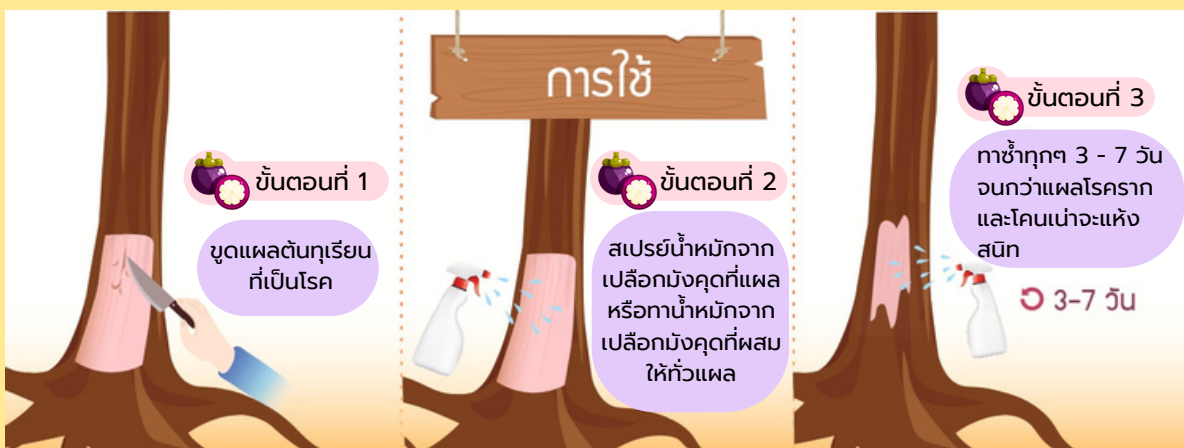 การใช้
ขั้นตอนที่ 1
ขูดแผลต้นทุเรียน
ที่เป็นโรค
ขั้นตอนที่ 2
สเปรย์น้ำหมักจาก
เปลือกมังคุดที่แผล
หรือทาน้ำหมักจาก
เปลือกมังคุดที่ผสม
ให้ทั่วแผล
ขั้นตอนที่ 3
ทาซ้ำทุกๆ 3 - 7 วัน
จนกว่าแผลโรคราก
และโคนเน่าจะแห้ง
สนิท
3-7 วัน